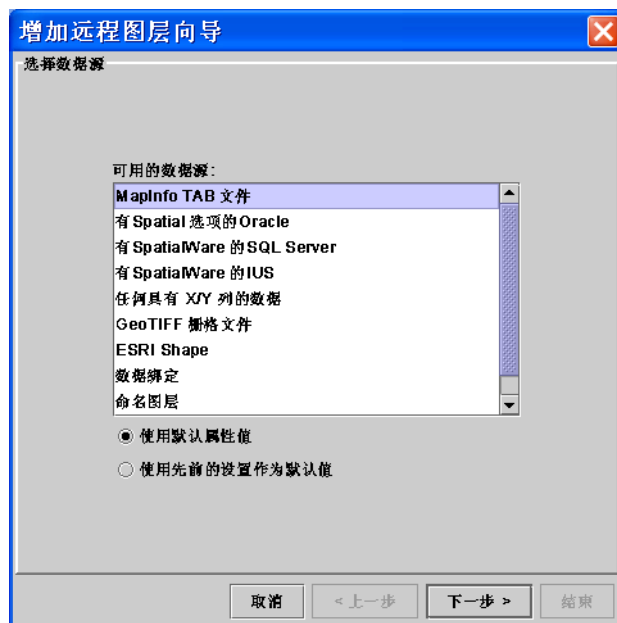 增加远程图层向导
选择数据源
可用的数据源:
MapInfo TAB 文件
有 Spatial 选项的 Oracle
有 SpatialWare 的 SQL Server
有 SpatialWare 的 IUS
任何具有 X/Y 列的数据
GeoTIFF 栅格文件
ESRI Shape
数据绑定
命名图层
使用默认属性值
使用先前的设置作为默认值
取消 < 上一步 下一步 > 结束